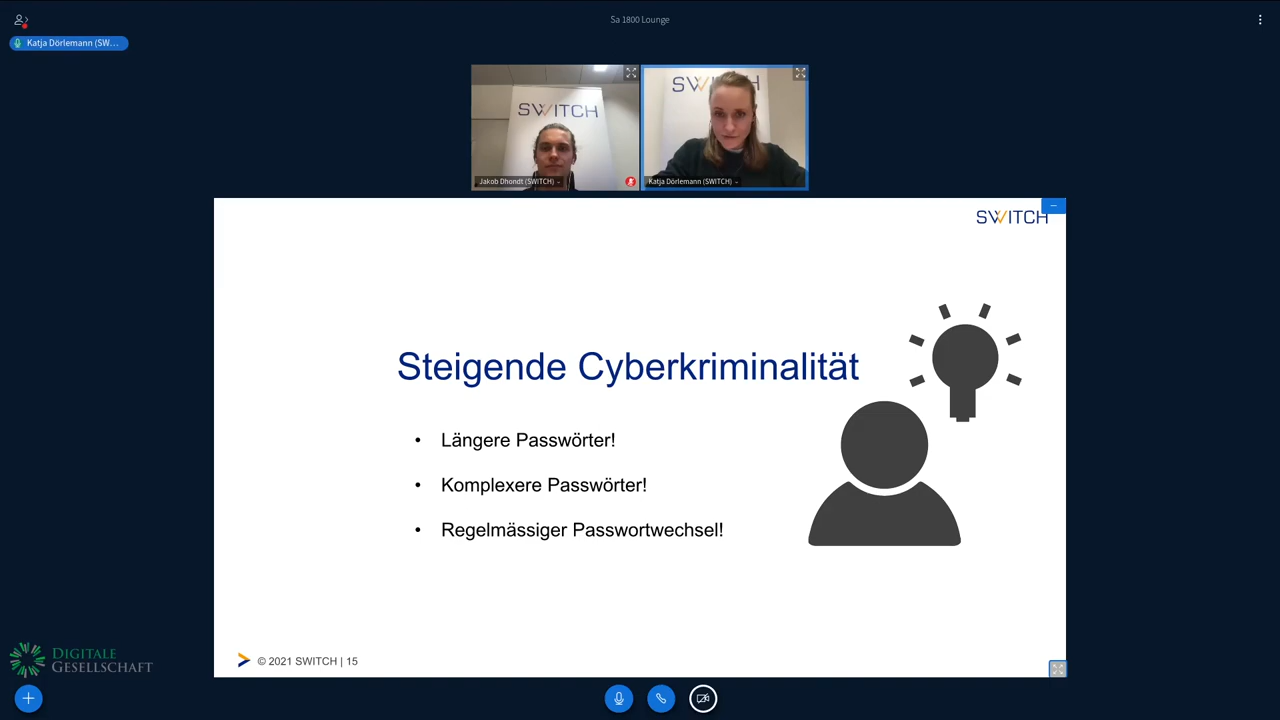 Sa 1800 Lounge
Katja Dörlemann (SW...
SWITCH
SWITCH
Jakob Dhondt (SWITCH)
Katja Dörlemann (SWITCH)
SWITCH
Steigende Cyberkriminalität
• Längere Passwörter!
• Komplexere Passwörter!
• Regelmässiger Passwortwechsel!
© 2021 SWITCH | 15
DIGITALE
GESELLSCHAFT